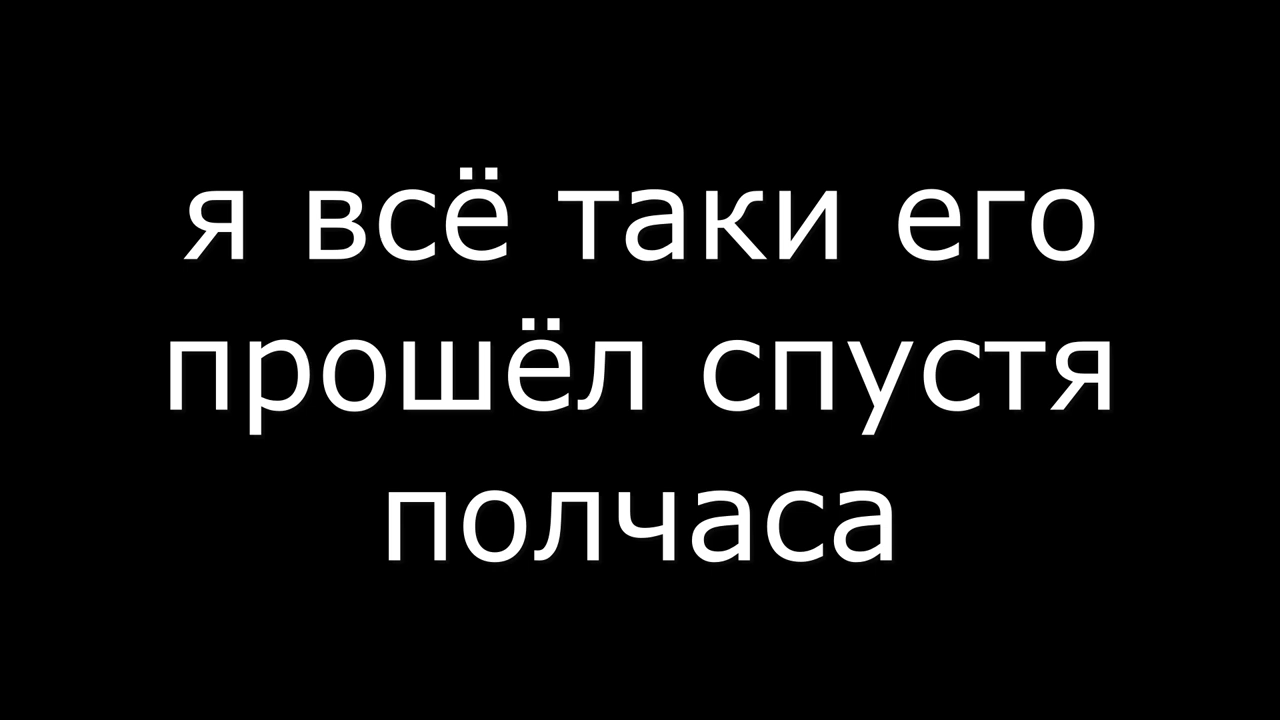 я всё таки его
прошёл спустя
полчаса